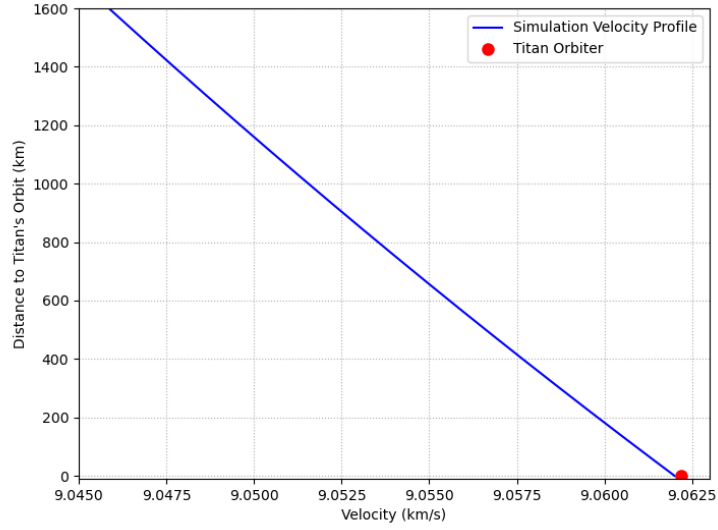 Simulation Velocity Profile
Titan Orbiter
Distance to Titan's Orbit (km)
1600
1400
1200
1000
800
600
400
200
0
9.0450 9.0475 9.0500 9.0525 9.0550 9.0575 9.0600 9.0625
Velocity (km/s)